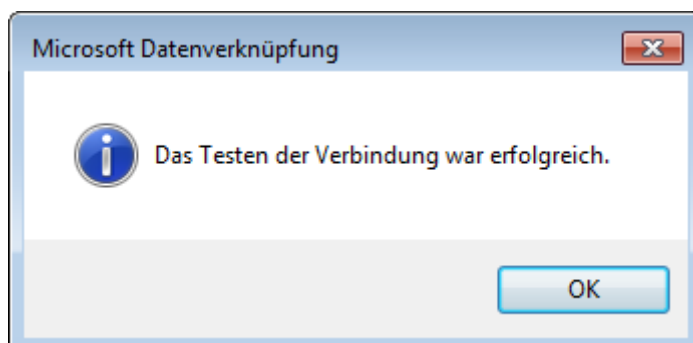 Microsoft Datenverknüpfung
Das Testen der Verbindung war erfolgreich.
OK